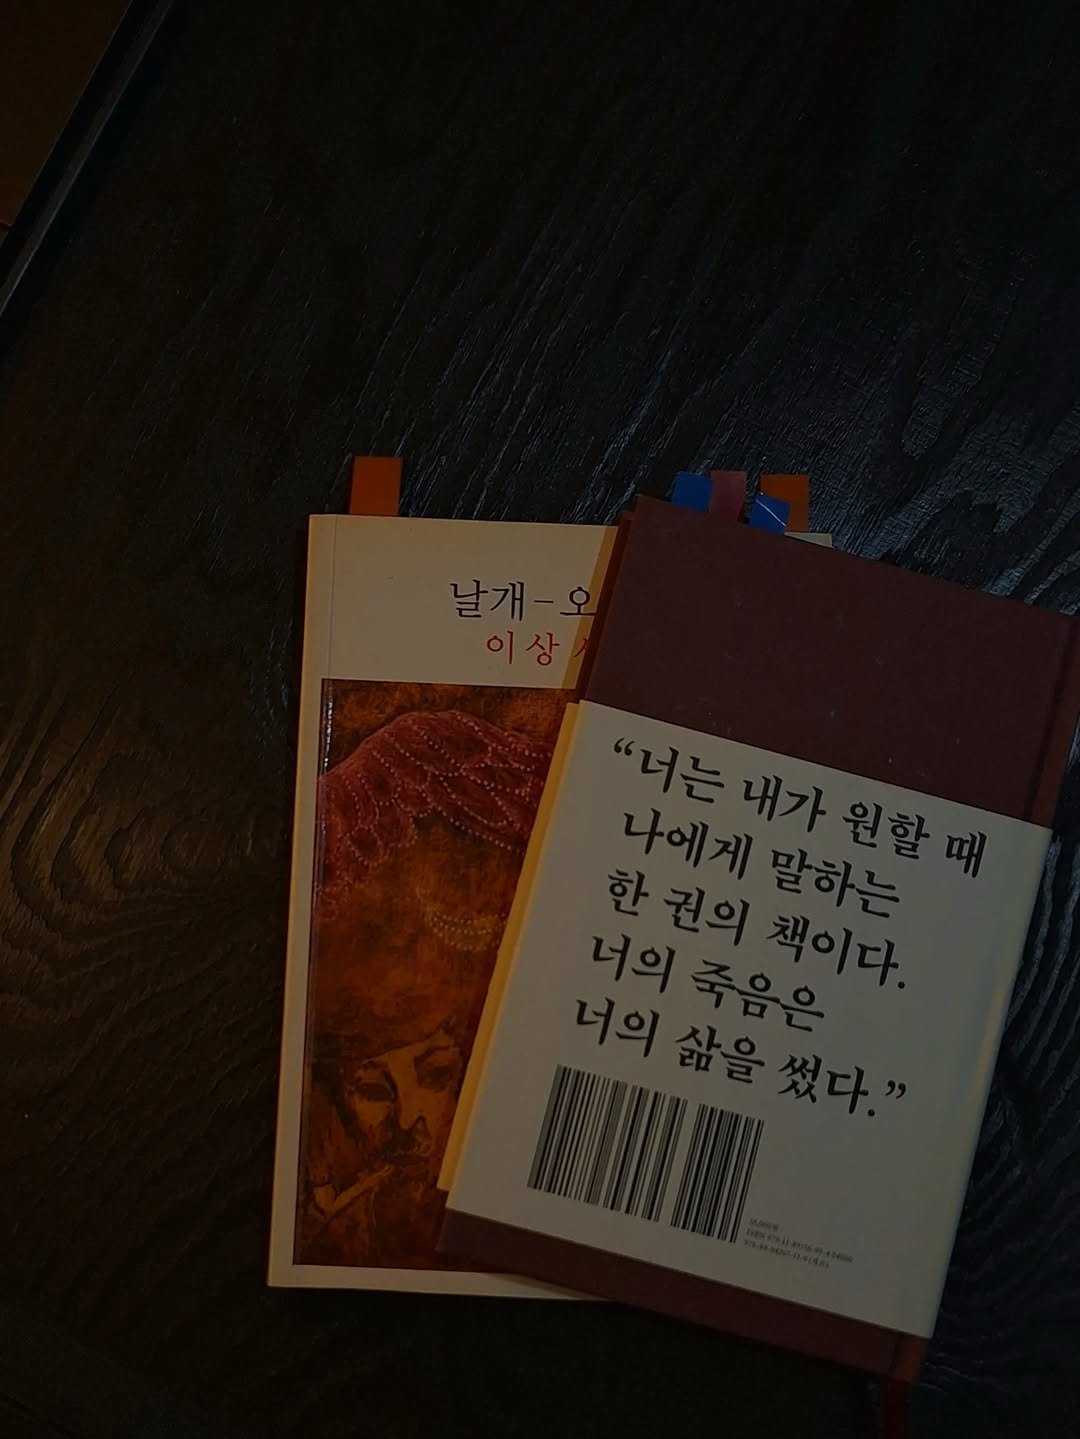 날개-오
이상
“너는 내가 원할 때
나에게 말하는
한 권의 책이다.
너의 죽음은
너의 삶을 썼다.”